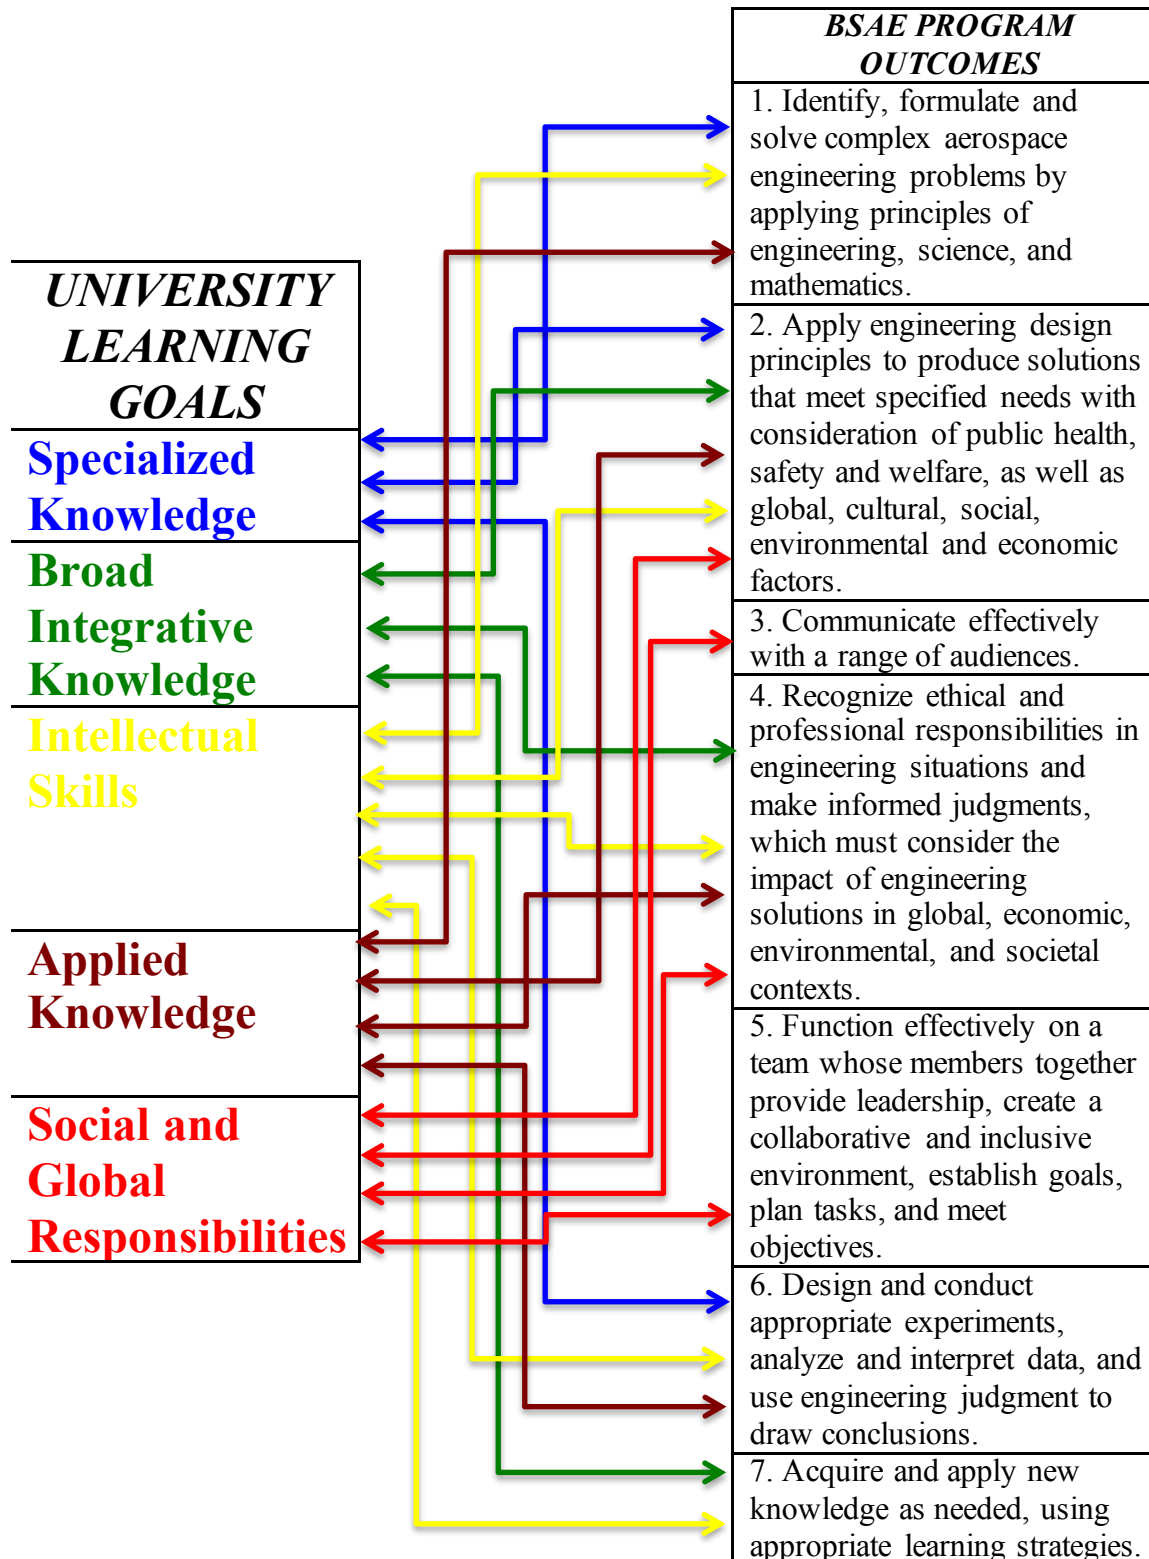 UNIVERSITY
LEARNING
GOALS
Specialized
Knowledge
Broad
Integrative
Knowledge
Intellectual
Skills
Applied
Knowledge
Social and
Global
Responsibilities
BSAE PROGRAM
OUTCOMES
1. Identify, formulate and
solve complex aerospace
engineering problems by
applying principles of
engineering, science, and
mathematics.
2. Apply engineering design
principles to produce solutions
that meet specified needs with
consideration of public health,
safety and welfare, as well as
global, cultural, social,
environmental and economic
factors.
3. Communicate effectively
with a range of audiences.
4. Recognize ethical and
professional responsibilities in
engineering situations and
make informed judgments,
which must consider the
impact of engineering
solutions in global, economic,
environmental, and societal
contexts.
5. Function effectively on a
team whose members together
provide leadership, create a
collaborative and inclusive
environment, establish goals,
plan tasks, and meet
objectives.
6. Design and conduct
appropriate experiments,
analyze and interpret data, and
use engineering judgment to
draw conclusions.
7. Acquire and apply new
knowledge as needed, using
appropriate learning strategies.